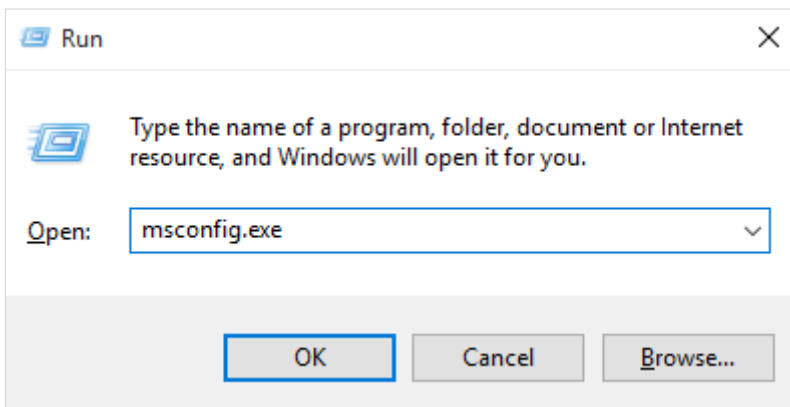 Run
Type the name of a program, folder, document or Internet
resource, and Windows will open it for you.
Open: msconfig.exe
OK Cancel Browse...